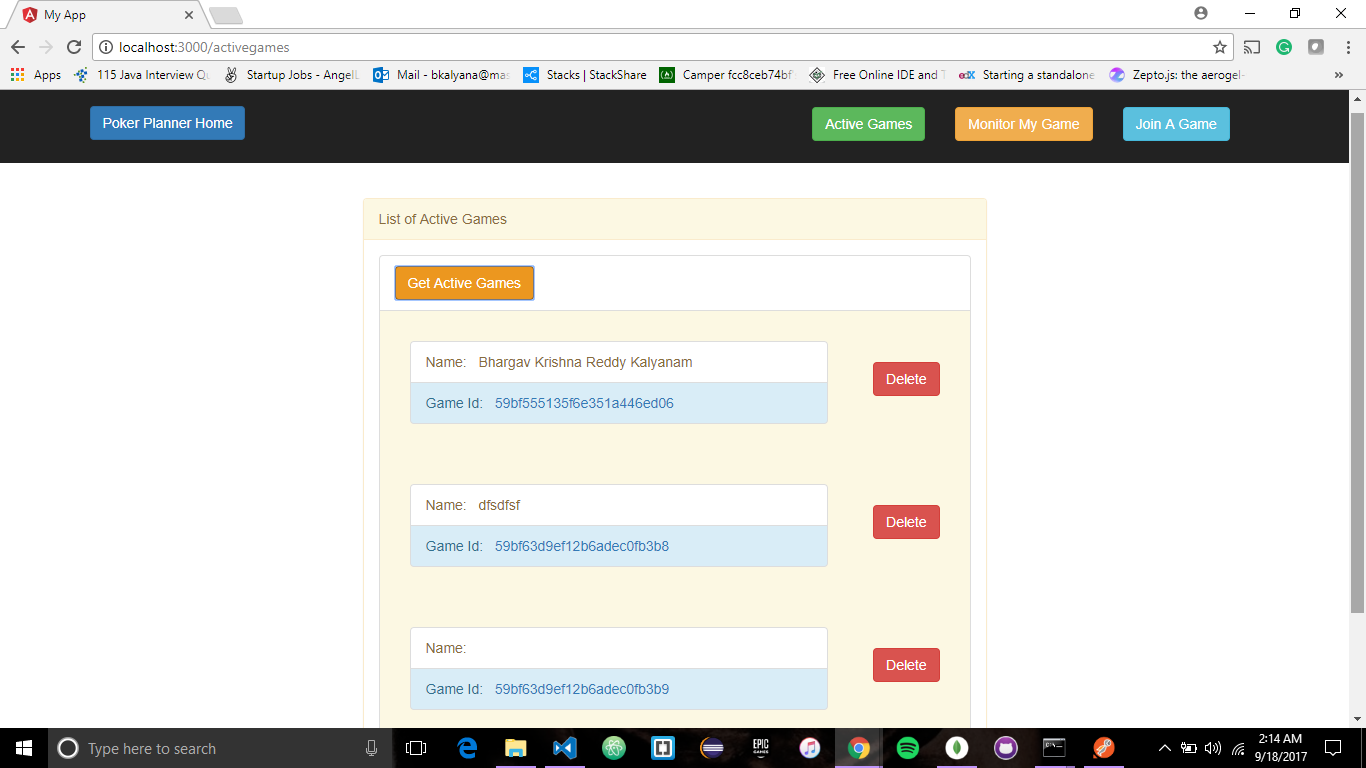 My App
localhost:3000/activegames
Apps 115 Java Interview Qu Startup Jobs - AngelL Mail - bkalyana@mas Stacks | StackShare Camper fcc8ceb74bf Free Online IDE and T edX Starting a standalone Zepto.js: the aerogel-
Poker Planner Home Active Games Monitor My Game Join A Game
List of Active Games
Get Active Games
Name: Bhargav Krishna Reddy Kalyanam
Delete
Game Id: 59bf555135f6e351a446ed06
Name: dfsdfsf
Delete
Game Id: 59bf63d9ef12b6adec0fb3b8
Name:
Delete
Game Id: 59bf63d9ef12b6adec0fb3b9
Type here to search
EPIC
GAMES
2:14 AM
9/18/2017